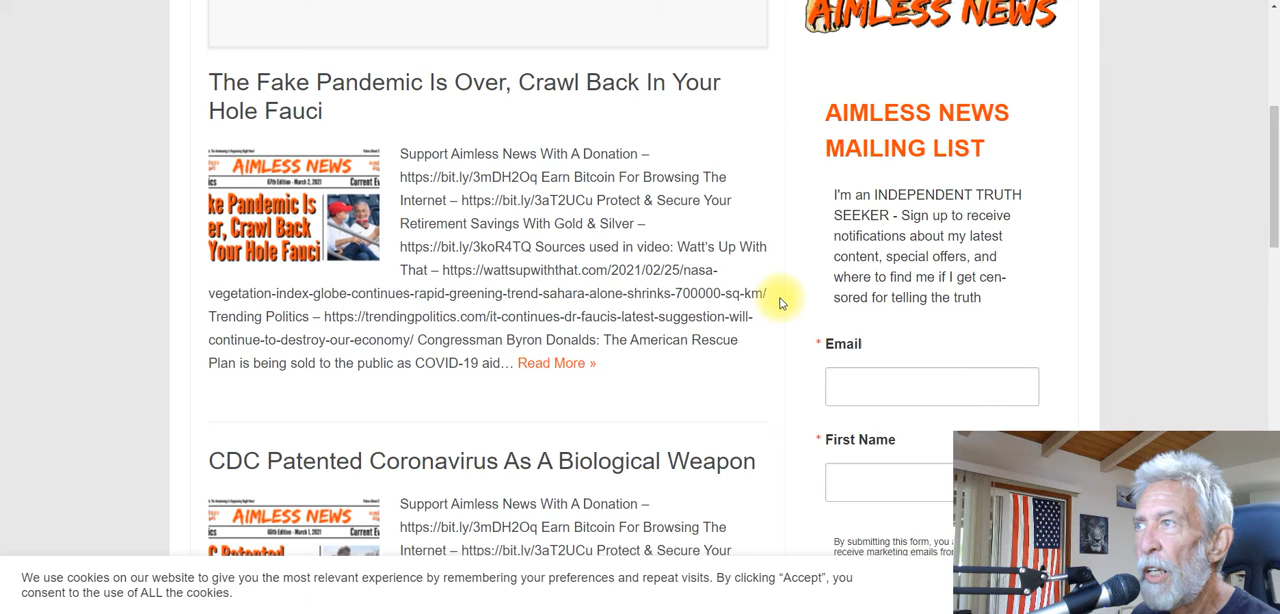 AIMLESS NEWS
The Fake Pandemic Is Over, Crawl Back In Your
Hole Fauci
AIMLESS NEWS
67th Edition - March 2, 2021
Current E
ke Pandemic Is
er, Crawl Back
Your Hole Fauci
Support Aimless News With A Donation –
https://bit.ly/3mDH2Oq Earn Bitcoin For Browsing The
Internet – https://bit.ly/3aT2UCu Protect & Secure Your
Retirement Savings With Gold & Silver –
https://bit.ly/3koR4TQ Sources used in video: Watt's Up With
That – https://wattsupwiththat.com/2021/02/25/nasa-
vegetation-index-globe-continues-rapid-greening-trend-sahara-alone-shrinks-700000-sq-km/
Trending Politics – https://trendingpolitics.com/it-continues-dr-faucis-latest-suggestion-will-
continue-to-destroy-our-economy/ Congressman Byron Donalds: The American Rescue
Plan is being sold to the public as COVID-19 aid… Read More »
CDC Patented Coronavirus As A Biological Weapon
AIMLESS NEWS
Current E
Support Aimless News With A Donation –
https://bit.ly/3mDH2Oq Earn Bitcoin For Browsing The
Internet – https://bit.ly/3aT2UCu Protect & Secure Your
AIMLESS NEWS
MAILING LIST
I'm an INDEPENDENT TRUTH
SEEKER - Sign up to receive
notifications about my latest
content, special offers, and
where to find me if I get cen-
sored for telling the truth
* Email
* First Name
By submitting this form, you a
receive marketing emails from
We use cookies on our website to give you the most relevant experience by remembering your preferences and repeat visits. By clicking “Accept”, you
consent to the use of ALL the cookies.